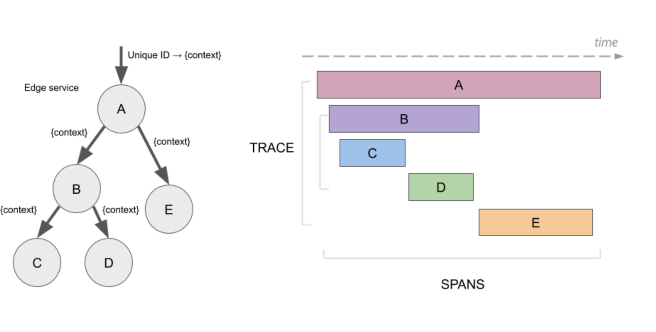 Unique ID → {context}
Edge service
A
{context}
{context}
B
E
{context}
{context}
C
D
time
A
B
TRACE
C
D
E
SPANS